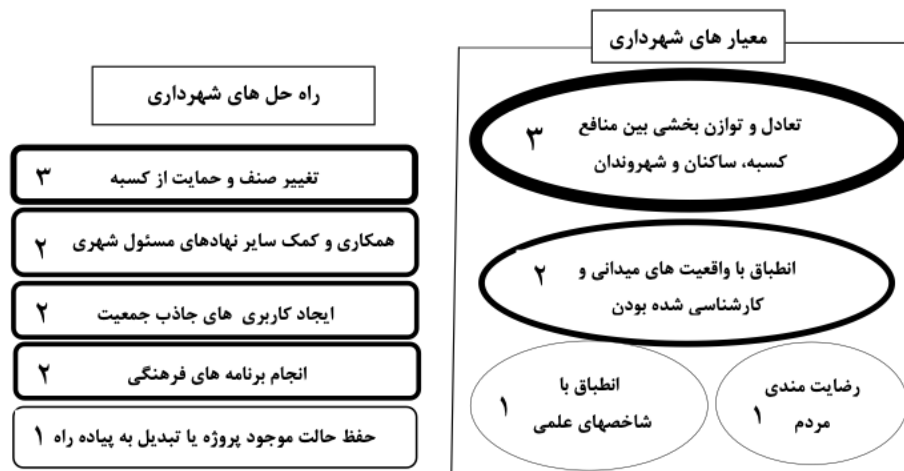 معیار های شهرداری
تعادل و توازن بخشی بین منافع
کسبه، ساکنان و شهروندان
۳
انطباق با واقعیت های میدانی و
کارشناسی شده بودن
۲
رضایت مندی
مردم
۱
انطباق با
شاخصهای علمی
۱
راه حل های شهرداری
تغییر صنف و حمایت از کسبه ۳
همکاری و کمک سایر نهادهای مسئول شهری ۲
ایجاد کاربری های جاذب جمعیت ۲
انجام برنامه های فرهنگی ۲
حفظ حالت موجود پروژه یا تبدیل به پیاده راه ۱